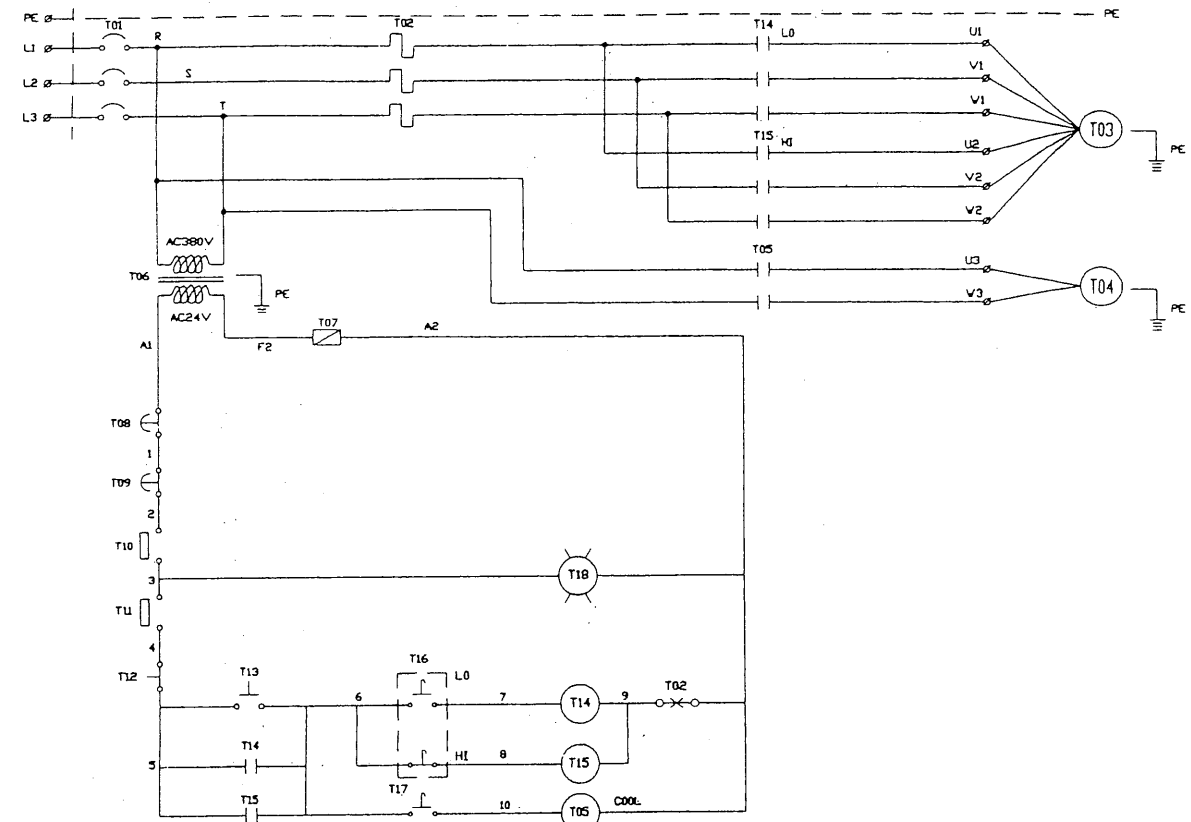 PE PE
T01 T02 T14 LO U1
L1 R
L2 S V1
L3 T W1
T03
T15 HI U2
PE
V2
W2
AC380V
T05
U3
T06
PE
T04
W3
AC24V
PE
T07 A2
A1 F2
T08
1
T09
2
T10
3 T18
T11
4
T12 T13 T16 LO
6 7 T14 9 T02
5 T14 HI 8 T15
T17
T15 10 T05 COOL